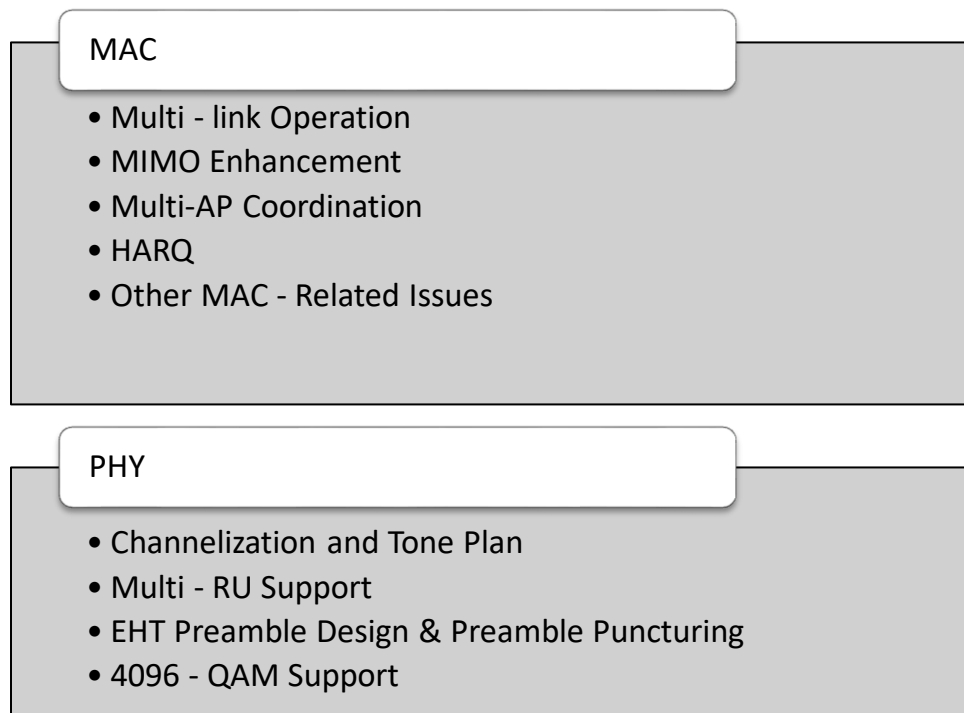 MAC
• Multi - link Operation
• MIMO Enhancement
• Multi-AP Coordination
• HARQ
• Other MAC - Related Issues
PHY
• Channelization and Tone Plan
• Multi - RU Support
• EHT Preamble Design & Preamble Puncturing
• 4096 - QAM Support